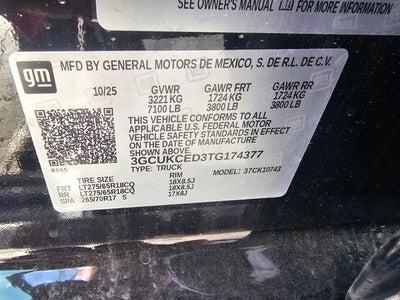 SEE OWNER'S MANUAL FOR MORE INFORMATION
gm
MFD BY GENERAL MOTORS DE MEXICO, S. DE R.L. DE C.V.
10/25 GVWR GAWR FRT GAWR RR
3221 KG 1724 KG 1724 KG
7100 LB 3800 LB 3800 LB
THIS VEHICLE CONFORMS TO ALL APPLICABLE U.S. FEDERAL MOTOR
VEHICLE SAFETY STANDARDS IN EFFECT
ON THE DATE OF MANUFACTURE SHOWN ABOVE.
3GCUKCED3TG174377
TYPE: TRUCK 37CK10743
TIRE SIZE RIM
FRT LT275/65R18CQ 18X8.5J
RR LT275/65R18CQ 18X8.5J
SPA 265/70R17 S 17X8J